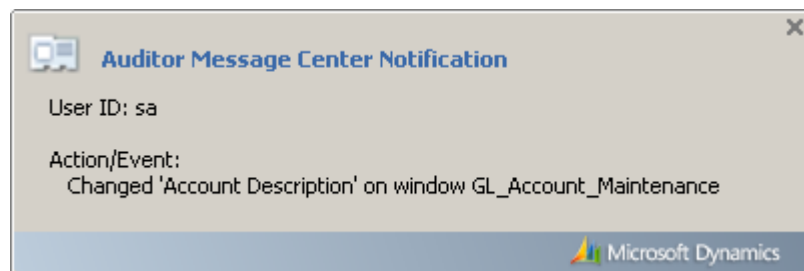 Auditor Message Center Notification
User ID: sa
Action/Event:
Changed 'Account Description' on window GL_Account_Maintenance
Microsoft Dynamics